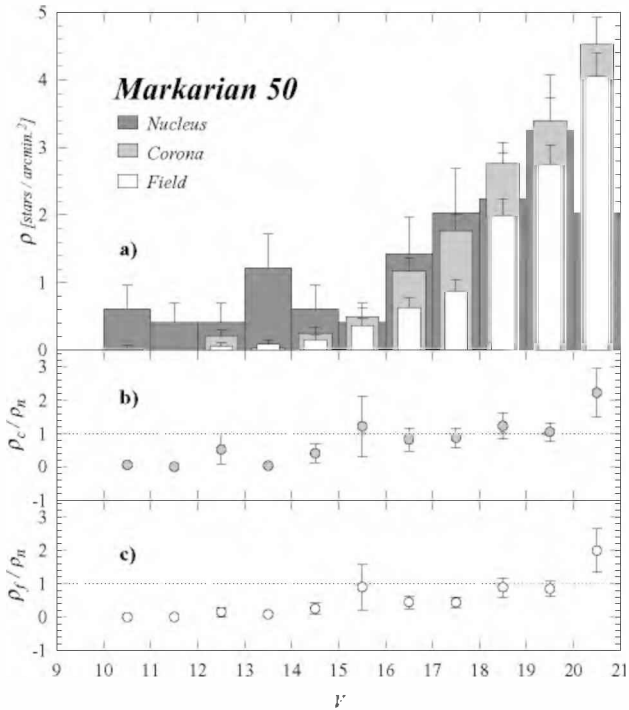 5
Markarian 50
Nucleus
4
Corona
Field
3
ρ [stars / arcmin.²]
2
a)
1
0
3
b)
2
ρc/ρn
1
0
-1
3
c)
2
ρf/ρn
1
0
-1
9 10 11 12 13 14 15 16 17 18 19 20 21
V